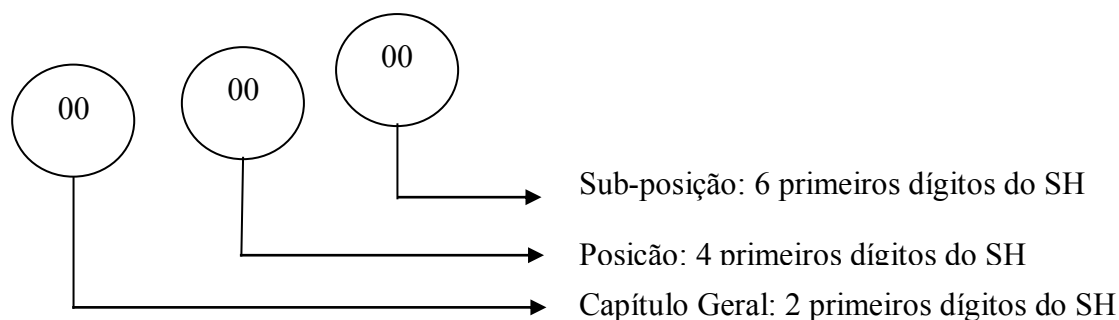 00
00
00
Sub-posição: 6 primeiros dígitos do SH
Posição: 4 primeiros dígitos do SH
Capítulo Geral: 2 primeiros dígitos do SH